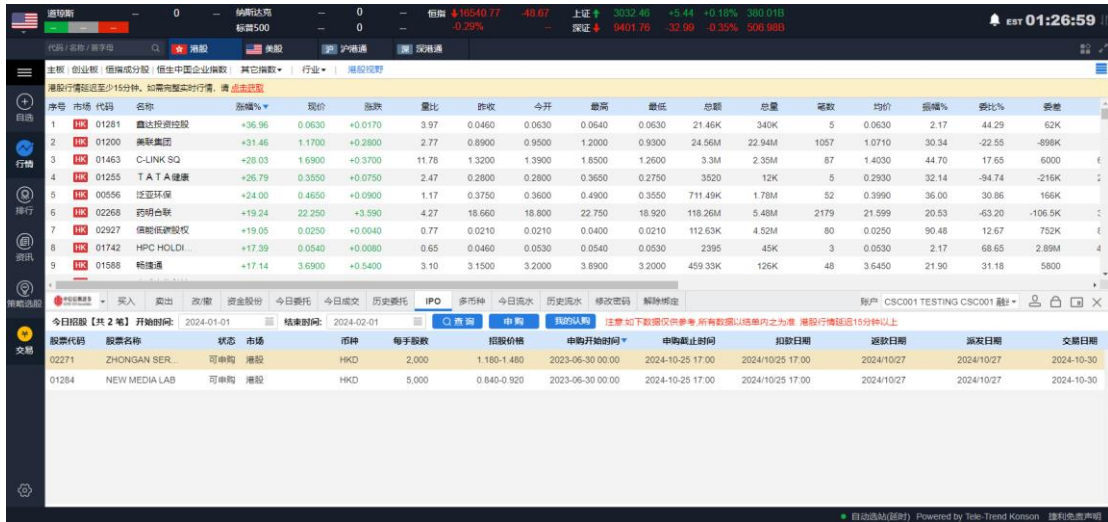 道琼斯 -- 0 -- 纳斯达克 -- 0 -- 恒指 16540.77 -48.67 上证 3032.46 +5.44 +0.18% 380.01B EST 01:26:59
-- -- 标普500 -- 0 -- -0.29% -- 深证 9401.76 -32.99 -0.35% 506.98B
代码/名称/首字母 港股 美股 沪港通 深港通
主板 创业板 恒指成分股 恒生中国企业指数 其它指数 行业 港股视野
港股行情延迟至少15分钟。如需完整实时行情，请 点击获取
序号 市场 代码 名称 涨幅% 现价 涨跌 量比 昨收 今开 最高 最低 总额 总量 笔数 均价 振幅% 委比% 委差
1 HK 01281 鑫达投资控股 +36.96 0.0630 +0.0170 3.97 0.0460 0.0630 0.0640 0.0630 21.46K 340K 5 0.0630 2.17 44.29 62K
2 HK 01200 美联集团 +31.46 1.1700 +0.2800 2.77 0.8900 0.9500 1.2000 0.9300 24.56M 22.94M 1057 1.0710 30.34 -22.55 -898K
3 HK 01463 C-LINK SQ +28.03 1.6900 +0.3700 11.78 1.3200 1.3900 1.8500 1.2600 3.3M 2.35M 87 1.4030 44.70 17.65 6000
4 HK 01255 TATA健康 +26.79 0.3550 +0.0750 2.47 0.2800 0.2800 0.3650 0.2750 3520 12K 5 0.2930 32.14 -94.74 -216K
5 HK 00556 泛亚环保 +24.00 0.4650 +0.0900 1.17 0.3750 0.3600 0.4900 0.3550 711.49K 1.78M 52 0.3990 36.00 30.86 166K
6 HK 02268 药明合联 +19.24 22.250 +3.590 4.27 18.660 18.800 22.750 18.920 118.26M 5.48M 2179 21.599 20.53 -63.20 -106.5K
7 HK 02927 信能低碳股权 +19.05 0.0250 +0.0040 0.77 0.0210 0.0210 0.0400 0.0210 112.63K 4.52M 80 0.0250 90.48 12.67 752K
8 HK 01742 HPC HOLDI... +17.39 0.0540 +0.0080 0.65 0.0460 0.0530 0.0540 0.0530 2395 45K 3 0.0530 2.17 68.65 2.89M
9 HK 01588 畅捷通 +17.14 3.6900 +0.5400 3.10 3.1500 3.2000 3.8900 3.2000 459.33K 126K 48 3.6450 21.90 31.18 5800
自选
行情
排行
资讯
策略选股
交易
买入 卖出 改/撤 资金股份 今日委托 今日成交 历史委托 IPO 多币种 今日流水 历史流水 修改密码 解除绑定 账户 CSC001 TESTING CSC001
今日招股【共 2 笔】 开始时间: 2024-01-01 结束时间: 2024-02-01 查询 申购 我的认购 注意:如下数据仅供参考,所有数据以结单内之为准 港股行情延迟15分钟以上
股票代码 股票名称 状态 市场 币种 每手股数 招股价格 申购开始时间 申购截止时间 扣款日期 退款日期 派发日期 交易日期
02271 ZHONGAN SER... 可申购 港股 HKD 2,000 1.180-1.480 2023-06-30 00:00 2024-10-25 17:00 2024/10/25 17:00 2024/10/27 2024/10/27 2024-10-30
01284 NEW MEDIA LAB 可申购 港股 HKD 5,000 0.840-0.920 2023-06-30 00:00 2024-10-25 17:00 2024/10/25 17:00 2024/10/27 2024/10/27 2024-10-30
自动选站(延时) Powered by Tele-Trend Konson 捷利免责声明